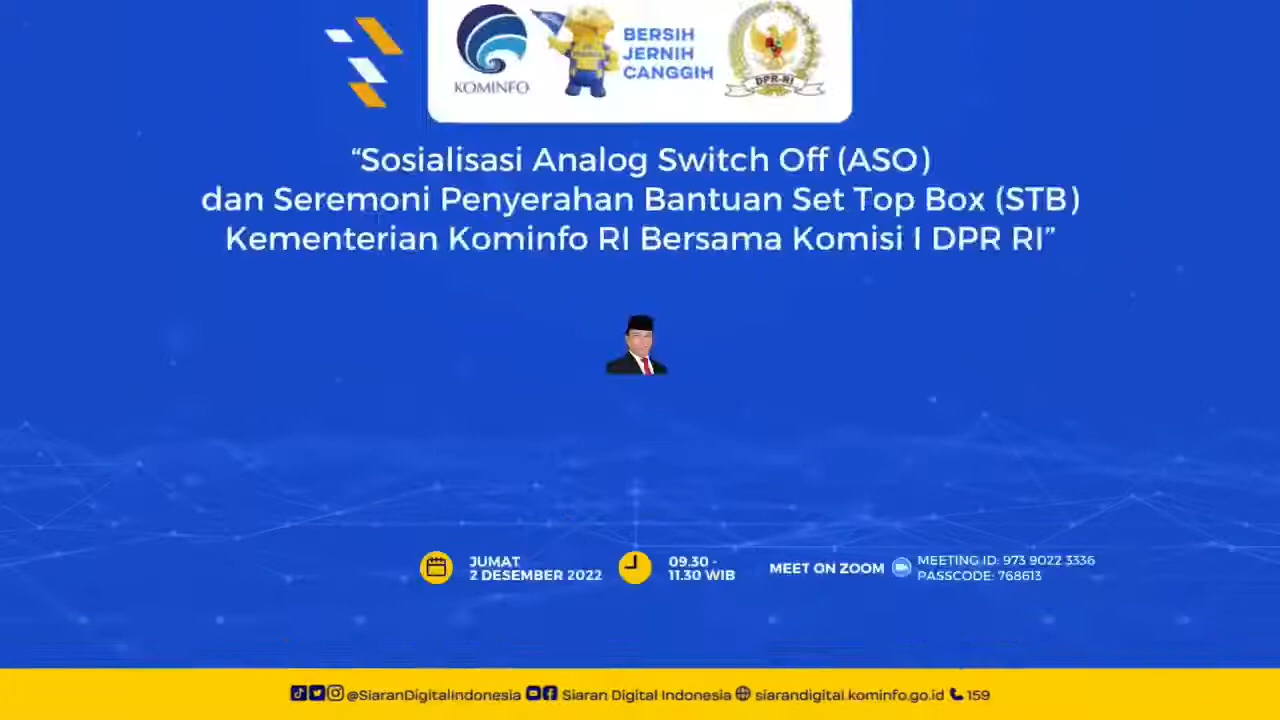 KOMINFO
BERSIH
JERNIH
CANGGIH
DPR-RI
“Sosialisasi Analog Switch Off (ASO)
dan Seremoni Penyerahan Bantuan Set Top Box (STB)
Kementerian Kominfo RI Bersama Komisi I DPR RI”
JUMAT
2 DESEMBER 2022
09.30 -
11.30 WIB
MEET ON ZOOM
MEETING ID: 973 9022 3336
PASSCODE: 768613
@SiaranDigitalIndonesia Siaran Digital Indonesia siarandigital.kominfo.go.id 159